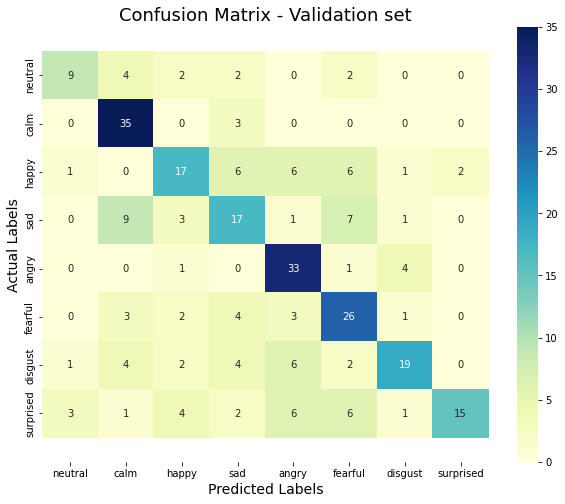 Confusion Matrix - Validation set
35
30
25
20
15
10
5
0
Actual Labels
neutral 9 4 2 2 0 2 0 0
calm 0 35 0 3 0 0 0 0
happy 1 0 17 6 6 6 1 2
sad 0 9 3 17 1 7 1 0
angry 0 0 1 0 33 1 4 0
fearful 0 3 2 4 3 26 1 0
disgust 1 4 2 4 6 2 19 0
surprised 3 1 4 2 6 6 1 15
neutral calm happy sad angry fearful disgust surprised
Predicted Labels